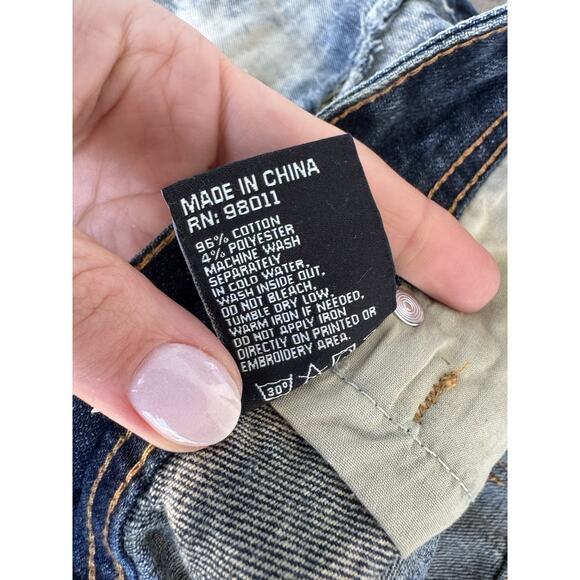 MADE IN CHINA
RN: 98011
96% COTTON
4% POLYESTER
MACHINE WASH
SEPARATELY
IN COLD WATER.
WASH INSIDE OUT.
DO NOT BLEACH.
TUMBLE DRY LOW.
WARM IRON IF NEEDED.
DO NOT APPLY IRON
DIRECTLY ON PRINTED OR
EMBROIDERY AREA.
30°